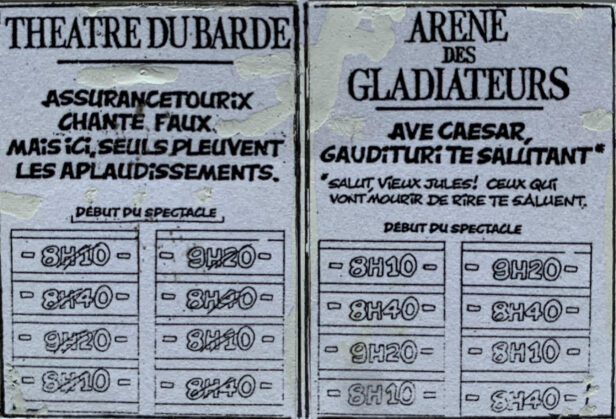 THEATRE DU BARDE
ASSURANCETOURIX
CHANTE FAUX.
MAIS ICI, SEULS PLEUVENT
LES APLAUDISSEMENTS.
DÉBUT DU SPECTACLE
- 8H10 - - 9H20 -
- 8H40 - - 8H40 -
- 9H20 - - 8H10 -
- 8H10 - - 8H40 -
ARENE
DES
GLADIATEURS
AVE CAESAR,
GAUDITURI TE SALUTANT*
*SALUT, VIEUX JULES! CEUX QUI
VONT MOURIR DE RIRE TE SALUENT.
DÉBUT DU SPECTACLE
- 8H10 - - 9H20 -
- 8H40 - - 8H40 -
- 9H20 - - 8H10 -
- 8H10 - - 8H40 -